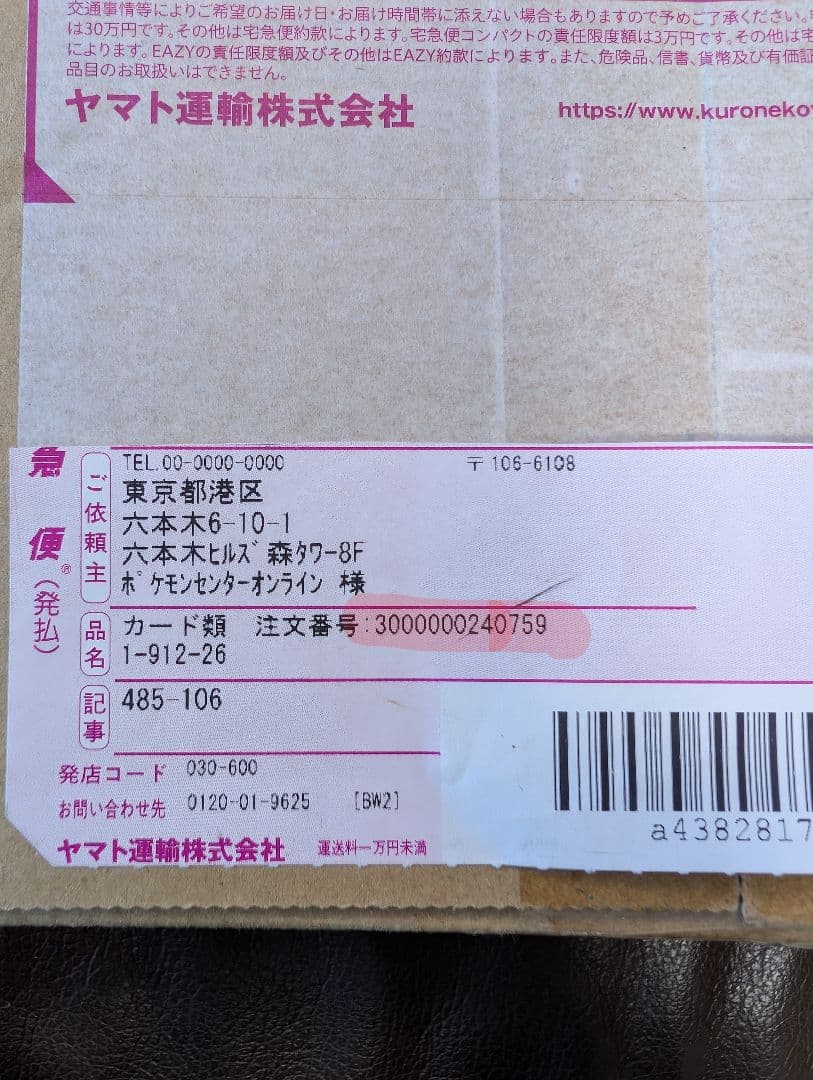 交通事情等によりご希望のお届け日・お届け時間帯に添えない場合もありますので予めご了承ください。
は30万円です。その他は宅急便約款によります。宅急便コンパクトの責任限度額は3万円です。その他は宅
によります。EAZYの責任限度額及びその他はEAZY約款によります。また、危険品、信書、貨幣及び有価証
品目のお取扱いはできません。
ヤマト運輸株式会社 https://www.kuroneko
急便®(発払)
ご依頼主
TEL.00-0000-0000 〒106-6108
東京都港区
六本木6-10-1
六本木ﾋﾙｽﾞ森ﾀﾜｰ8F
ﾎﾟｹﾓﾝｾﾝﾀｰｵﾝﾗｲﾝ 様
品名
カード類 注文番号:3000000240759
1-912-26
記事
485-106
発店コード 030-600
お問い合わせ先 0120-01-9625 [BW2]
ヤマト運輸株式会社 運送料一万円未満
a4382817